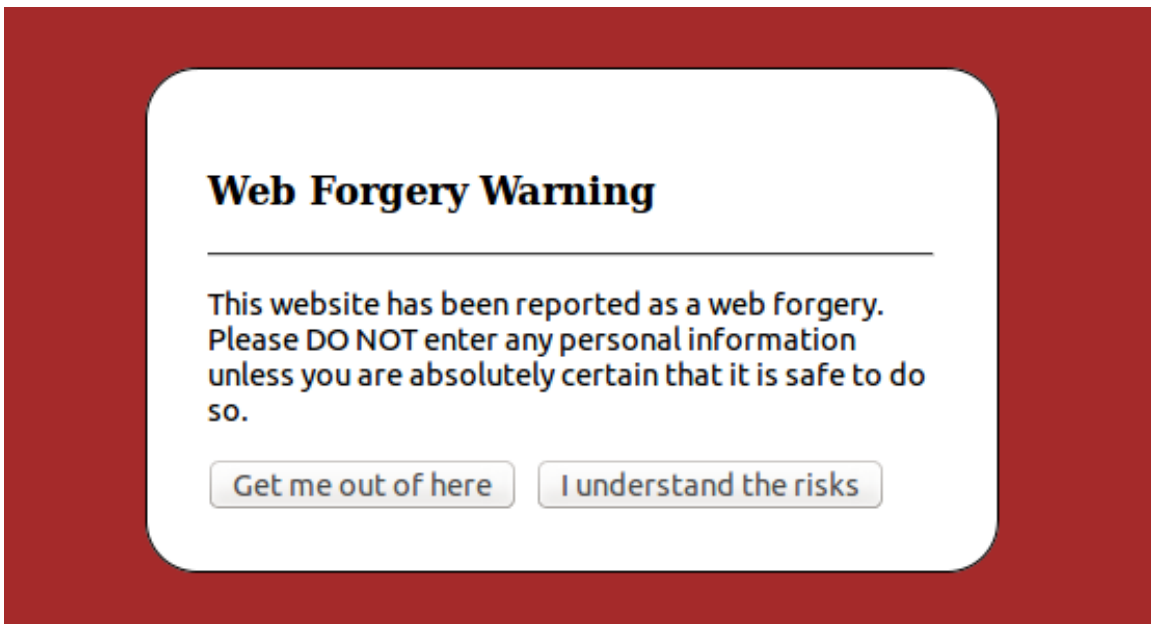 Web Forgery Warning
This website has been reported as a web forgery.
Please DO NOT enter any personal information
unless you are absolutely certain that it is safe to do
so.
Get me out of here I understand the risks